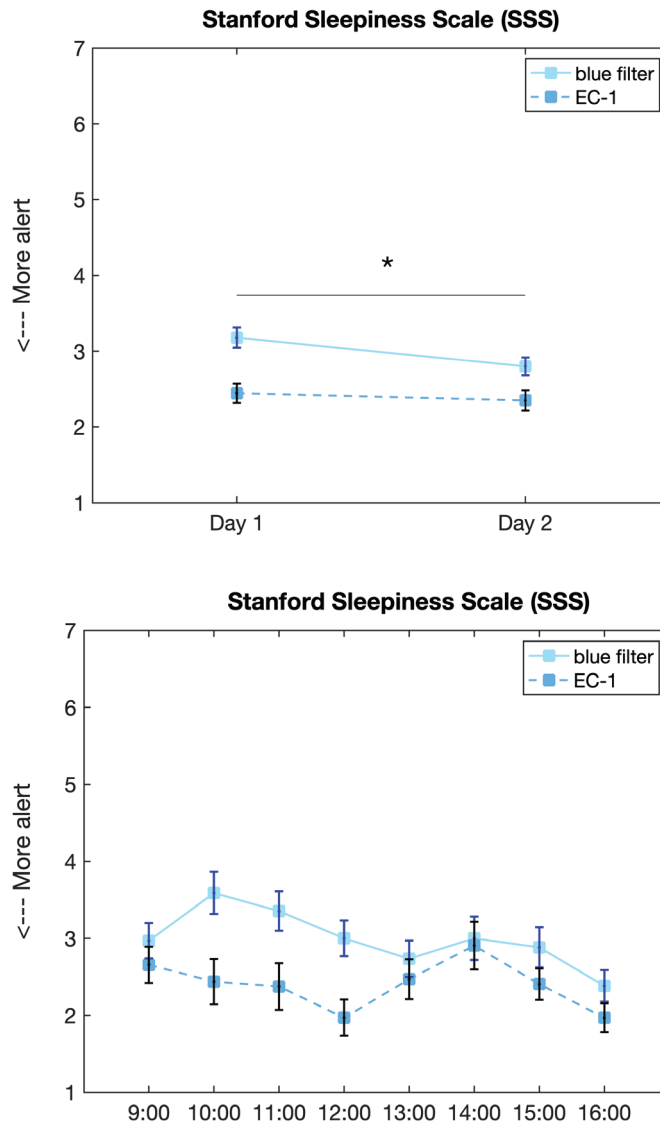 Stanford Sleepiness Scale (SSS)
7
blue filter
EC-1
6
5
<--- More alert
4
*
3
2
1
Day 1 Day 2
Stanford Sleepiness Scale (SSS)
7
blue filter
EC-1
6
5
<--- More alert
4
3
2
1
9:00 10:00 11:00 12:00 13:00 14:00 15:00 16:00